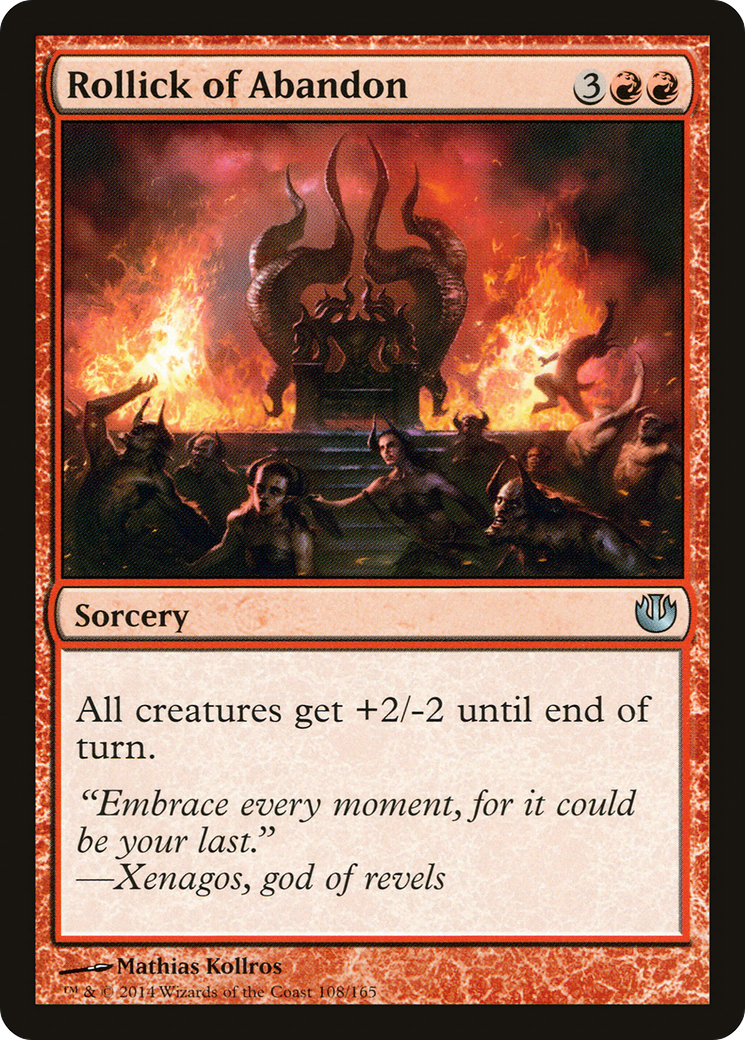 Rollick of Abandon 3
Sorcery
All creatures get +2/-2 until end of
turn.
“Embrace every moment, for it could
be your last.”
—Xenagos, god of revels
Mathias Kollros
™ & © 2014 Wizards of the Coast 108/165